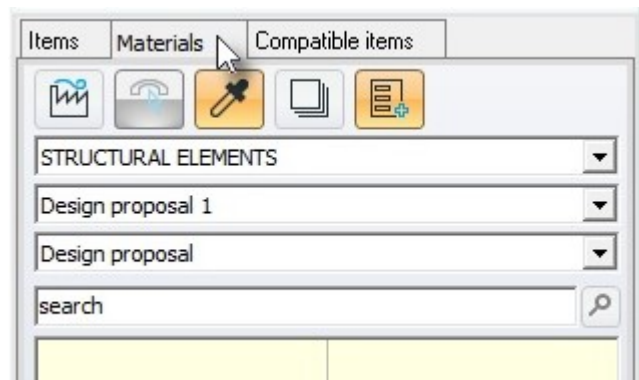 Items Materials Compatible items
STRUCTURAL ELEMENTS
Design proposal 1
Design proposal
search